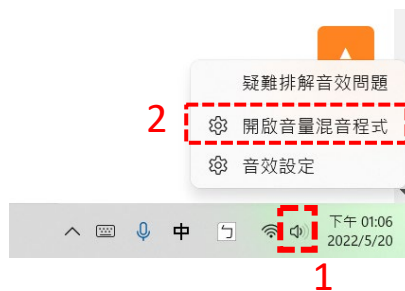 疑難排解音效問題
2
開啟音量混音程式
音效設定
中 ㄅ 下午 01:06
2022/5/20
1